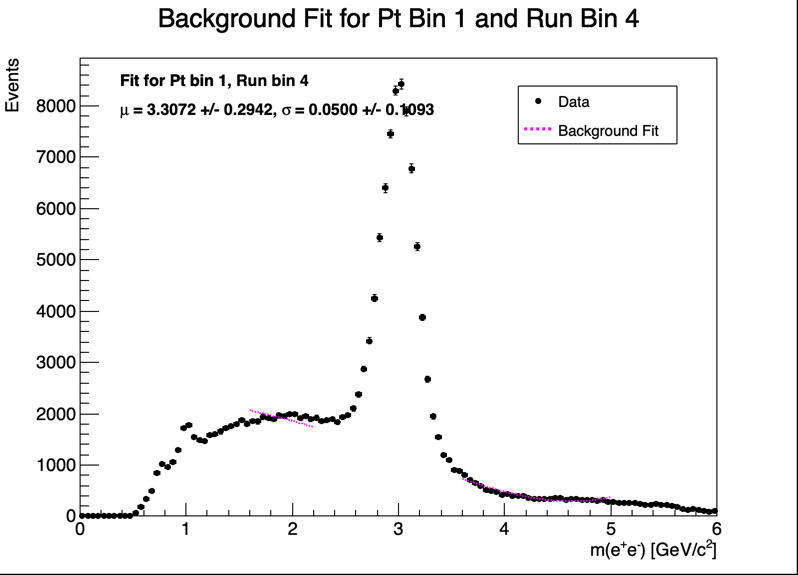 Background Fit for Pt Bin 1 and Run Bin 4
Events
Fit for Pt bin 1, Run bin 4
μ = 3.3072 +/- 0.2942, σ = 0.0500 +/- 0.1093
Data
Background Fit
8000
7000
6000
5000
4000
3000
2000
1000
0
0 1 2 3 4 5 6
m(e⁺e⁻) [GeV/c²]